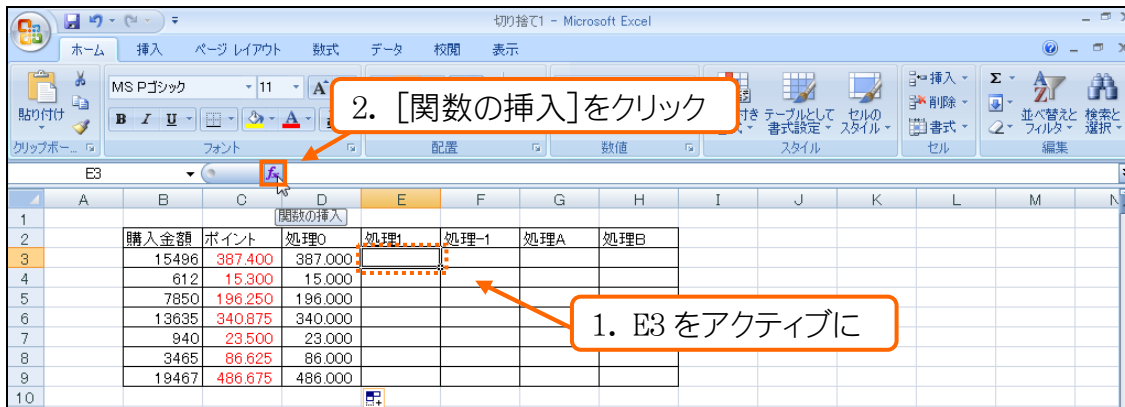 切り捨て1 - Microsoft Excel
ホーム 挿入 ページ レイアウト 数式 データ 校閲 表示
MS Pゴシック 11
貼り付け
B I U
テーブルとして 書式設定
セルの スタイル
挿入
削除
書式
Σ
並べ替えと フィルタ
検索と 選択
クリップボー... フォント 配置 数値 スタイル セル 編集
2. [関数の挿入]をクリック
E3 fx
関数の挿入
A B C D E F G H I J K L M N
1
2 購入金額 ポイント 処理0 処理1 処理-1 処理A 処理B
3 15496 387.400 387.000
4 612 15.300 15.000
5 7850 196.250 196.000
6 13635 340.875 340.000
7 940 23.500 23.000
8 3465 86.625 86.000
9 19467 486.675 486.000
10
1. E3をアクティブに